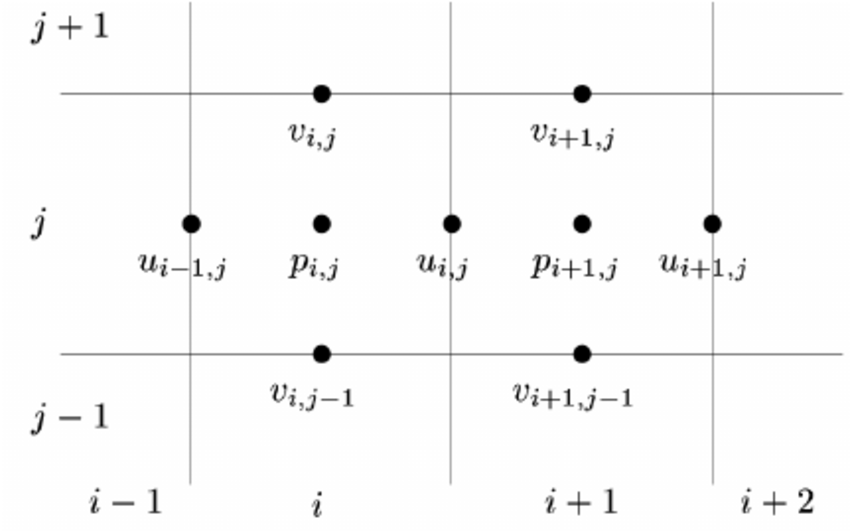 j + 1
v_{i,j} v_{i+1,j}
j
u_{i−1,j} p_{i,j} u_{i,j} p_{i+1,j} u_{i+1,j}
v_{i,j−1} v_{i+1,j−1}
j − 1
i − 1 i i + 1 i + 2